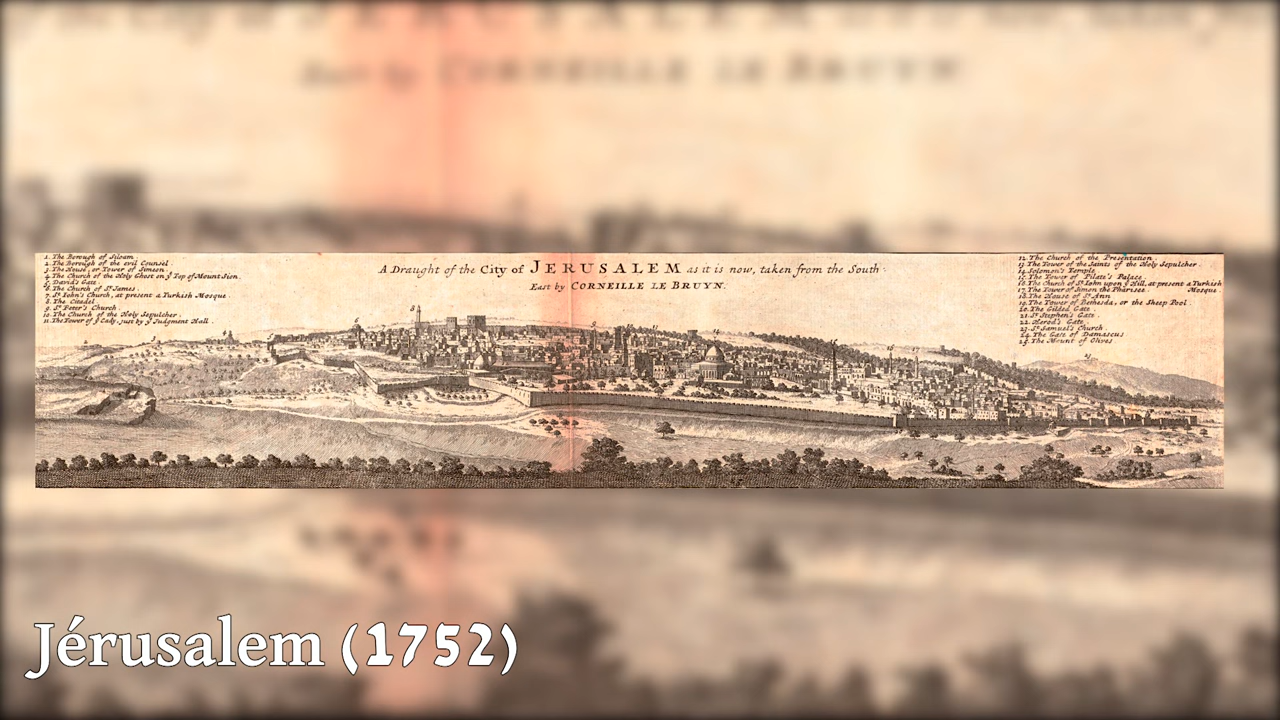 A Draught of the City of JERUSALEM as it is now, taken from the South
East by CORNEILLE LE BRUYN.
1. The Borough of Siloam.
2. The Borough of the evil Counsel.
3. The House, or Tower of Simeon.
4. The Church of the Holy Ghost on yͤ Top of Mount Sion.
5. David's Gate
6. The Church of Sͭ James.
7. Sͭ John's Church, at present a Turkish Mosque.
8. The Citadel.
9. Sͭ Peter's Church.
10. The Church of the Holy Sepulcher.
11. The Tower of yͤ just by yͤ Judgment Hall.
12. The Church of the Presentation
13. The Tower of the Saints of the Holy Sepulcher.
14. Solomon's Temple.
15. The Tower of Pilate's Palace.
16. The Church of Sͭ John upon yͤ Hill, at present a Turkish
Mosque
17. The Tower of Simon the Pharisee.
18. The House of Sͭ Ann
19. The Tower of Bethesda, or the Sheep Pool.
20. The Gilded Gate.
21. Sͭ Stephen's Gate.
22. Herod's Gate.
23. Sͭ Samuel's Church.
24. The Gate of Damascus
25. The Mount of Olives
Jérusalem (1752)